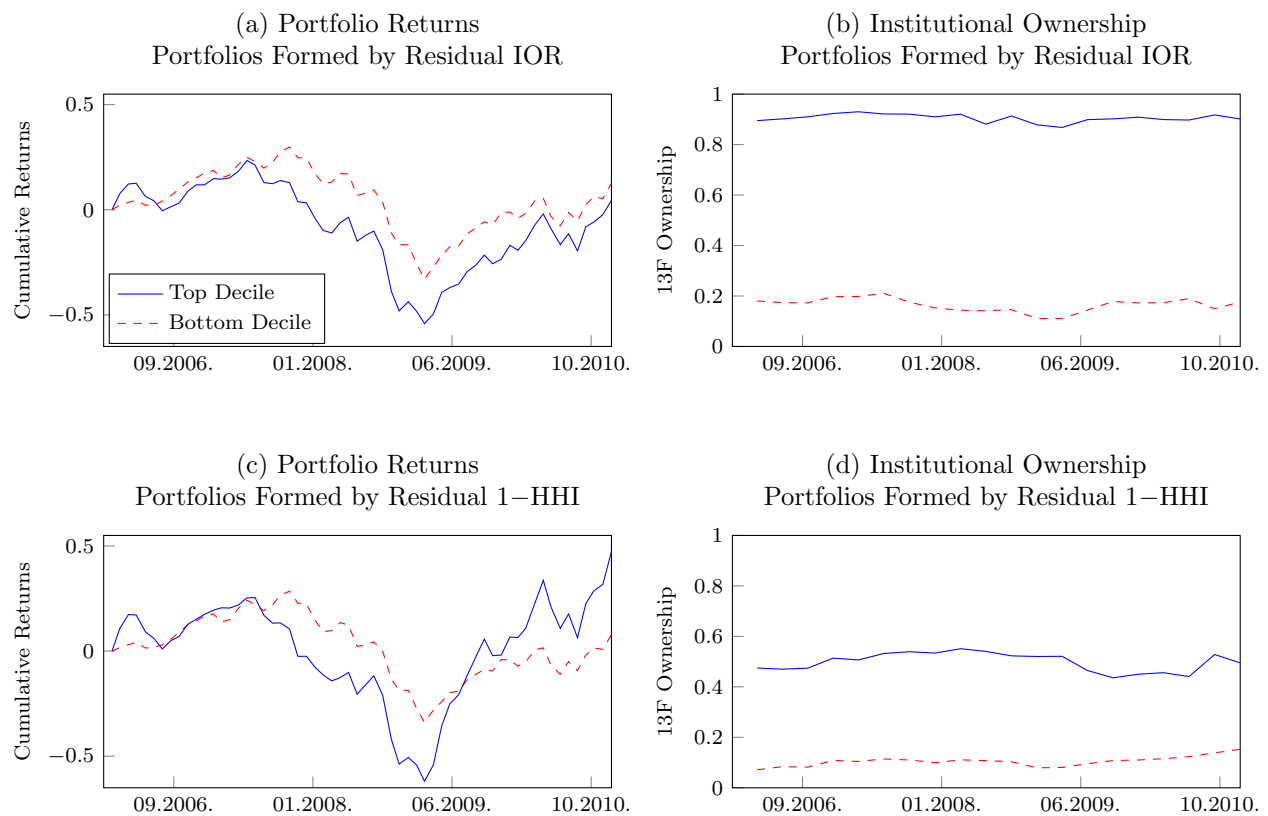 (a) Portfolio Returns
Portfolios Formed by Residual IOR
Cumulative Returns
0.5
0
−0.5
Top Decile
Bottom Decile
09.2006.
01.2008.
06.2009.
10.2010.
(b) Institutional Ownership
Portfolios Formed by Residual IOR
13F Ownership
1
0.8
0.6
0.4
0.2
0
09.2006.
01.2008.
06.2009.
10.2010.
(c) Portfolio Returns
Portfolios Formed by Residual 1−HHI
Cumulative Returns
0.5
0
−0.5
09.2006.
01.2008.
06.2009.
10.2010.
(d) Institutional Ownership
Portfolios Formed by Residual 1−HHI
13F Ownership
1
0.8
0.6
0.4
0.2
0
09.2006.
01.2008.
06.2009.
10.2010.